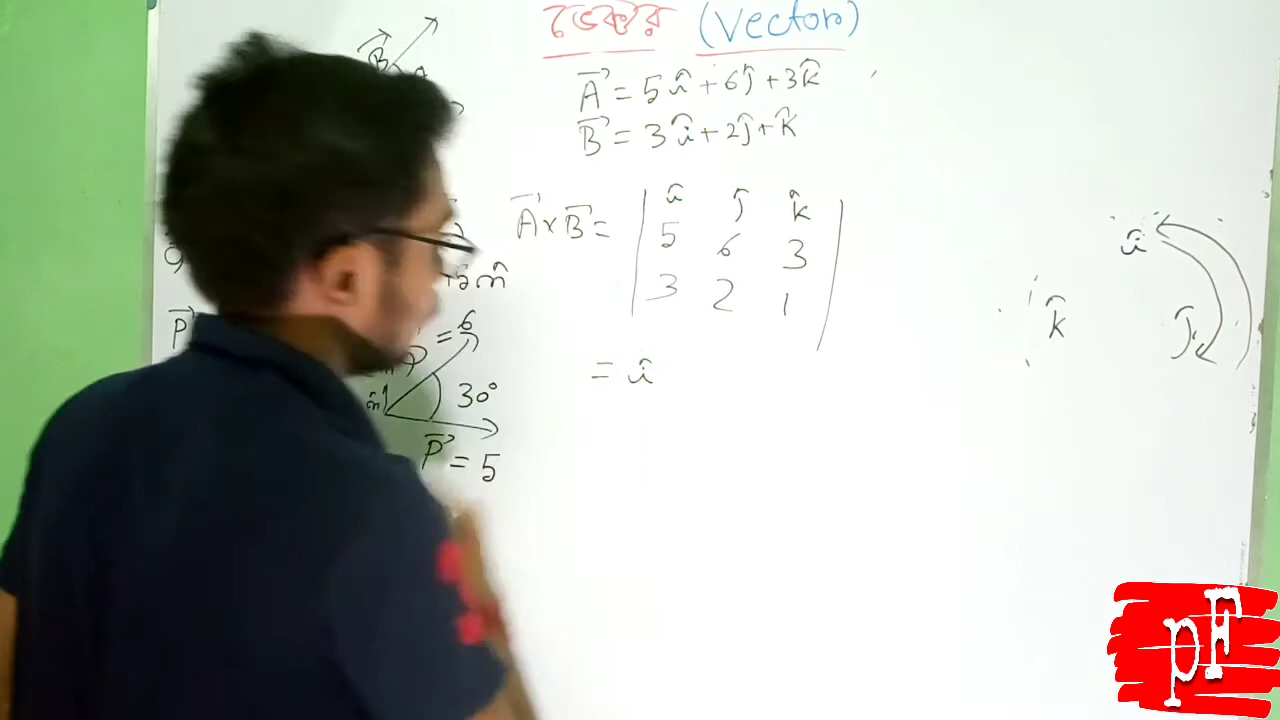 ভেক্টর (Vector)
B
A⃗ = 5î + 6ĵ + 3k̂
B⃗ = 3î + 2ĵ + k̂
A⃗ × B⃗ = | î ĵ k̂ |
5 6 3
3 2 1
= î
î
k̂ ĵ
P⃗
= 6
30°
P⃗ = 5
PF